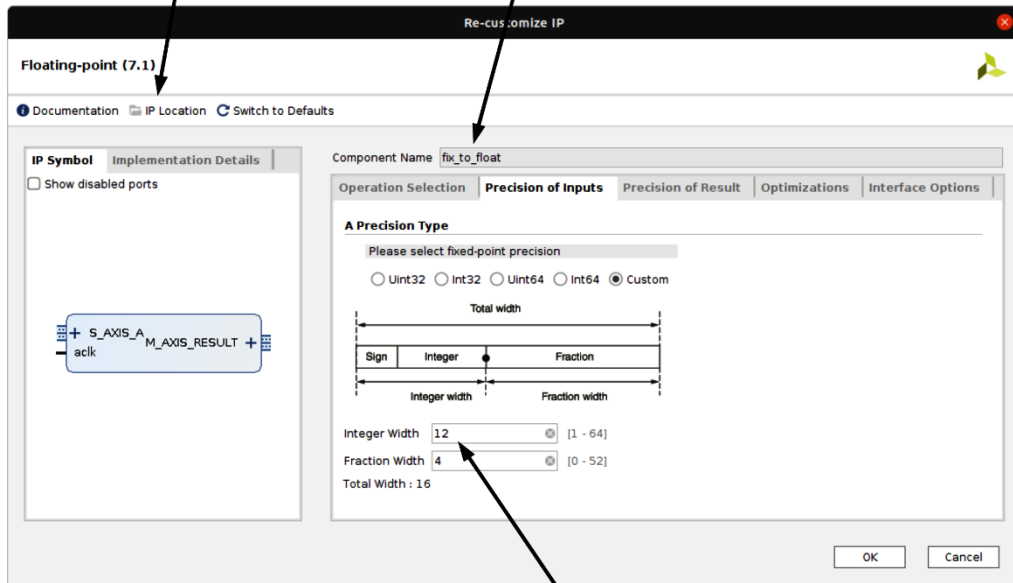 Re-customize IP
Floating-point (7.1)
Documentation IP Location Switch to Defaults
IP Symbol Implementation Details
Show disabled ports
S_AXIS_A
M_AXIS_RESULT
aclk
Component Name fix_to_float
Operation Selection Precision of Inputs Precision of Result Optimizations Interface Options
A Precision Type
Please select fixed-point precision
Uint32 Int32 Uint64 Int64 Custom
Total width
Sign Integer Fraction
Integer width Fraction width
Integer Width 12 [1 - 64]
Fraction Width 4 [0 - 52]
Total Width : 16
OK Cancel